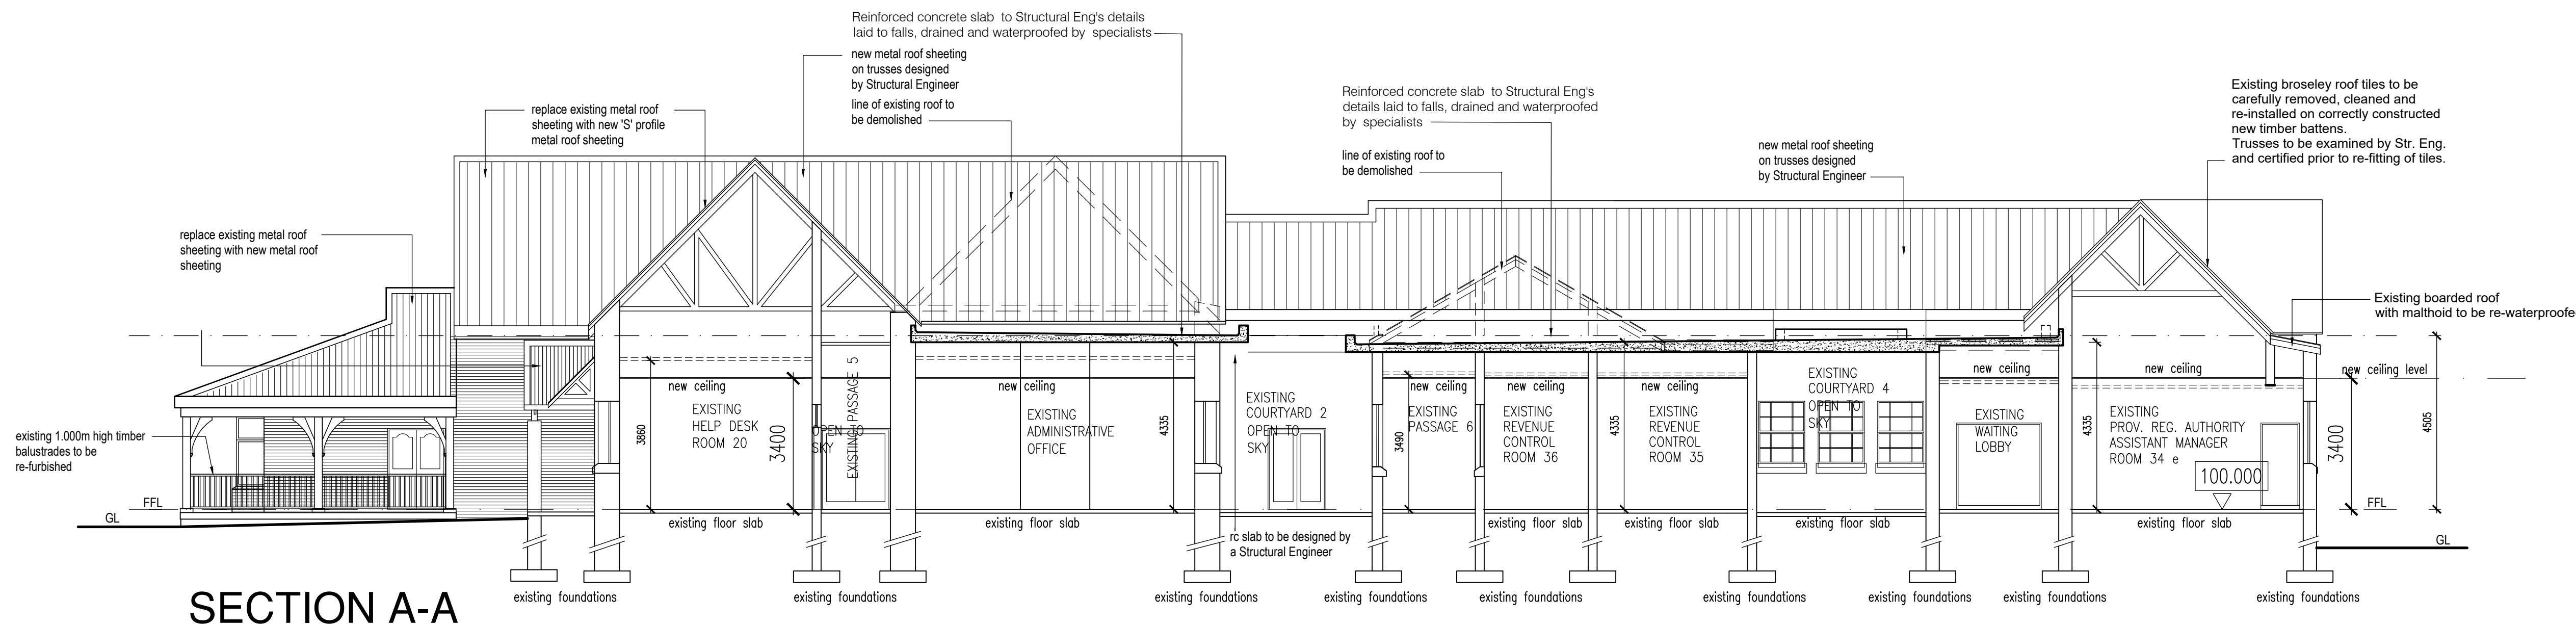 Reinforced concrete slab to Structural Eng's details
laid to falls, drained and waterproofed by specialists
new metal roof sheeting
on trusses designed
by Structural Engineer
line of existing roof to
be demolished
replace existing metal roof
sheeting with new 'S' profile
metal roof sheeting
replace existing metal roof
sheeting with new metal roof
sheeting
existing 1.000m high timber
balustrades to be
re-furbished
Reinforced concrete slab to Structural Eng's
details laid to falls, drained and waterproofed
by specialists
line of existing roof to
be demolished
new metal roof sheeting
on trusses designed
by Structural Engineer
Existing broseley roof tiles to be
carefully removed, cleaned and
re-installed on correctly constructed
new timber battens.
Trusses to be examined by Str. Eng.
and certified prior to re-fitting of tiles.
Existing boarded roof
with malthoid to be re-waterproofe
FFL
GL
new ceiling
EXISTING
HELP DESK
ROOM 20
3860
3400
OPEN TO
SKY
EXISTING PASSAGE 5
new ceiling
EXISTING
ADMINISTRATIVE
OFFICE
4335
EXISTING
COURTYARD 2
OPEN TO
SKY
new ceiling
EXISTING
PASSAGE 6
3490
new ceiling
EXISTING
REVENUE
CONTROL
ROOM 36
4335
new ceiling
EXISTING
REVENUE
CONTROL
ROOM 35
EXISTING
COURTYARD 4
OPEN TO
SKY
new ceiling
EXISTING
WAITING
LOBBY
4335
new ceiling
EXISTING
PROV. REG. AUTHORITY
ASSISTANT MANAGER
ROOM 34 e
100.000
new ceiling level
3400
4505
FFL
GL
existing floor slab
existing floor slab
existing floor slab
existing floor slab
existing floor slab
existing floor slab
rc slab to be designed by
a Structural Engineer
existing foundations
existing foundations
existing foundations
existing foundations
existing foundations
existing foundations
existing foundations
existing foundations
existing foundations
SECTION A-A